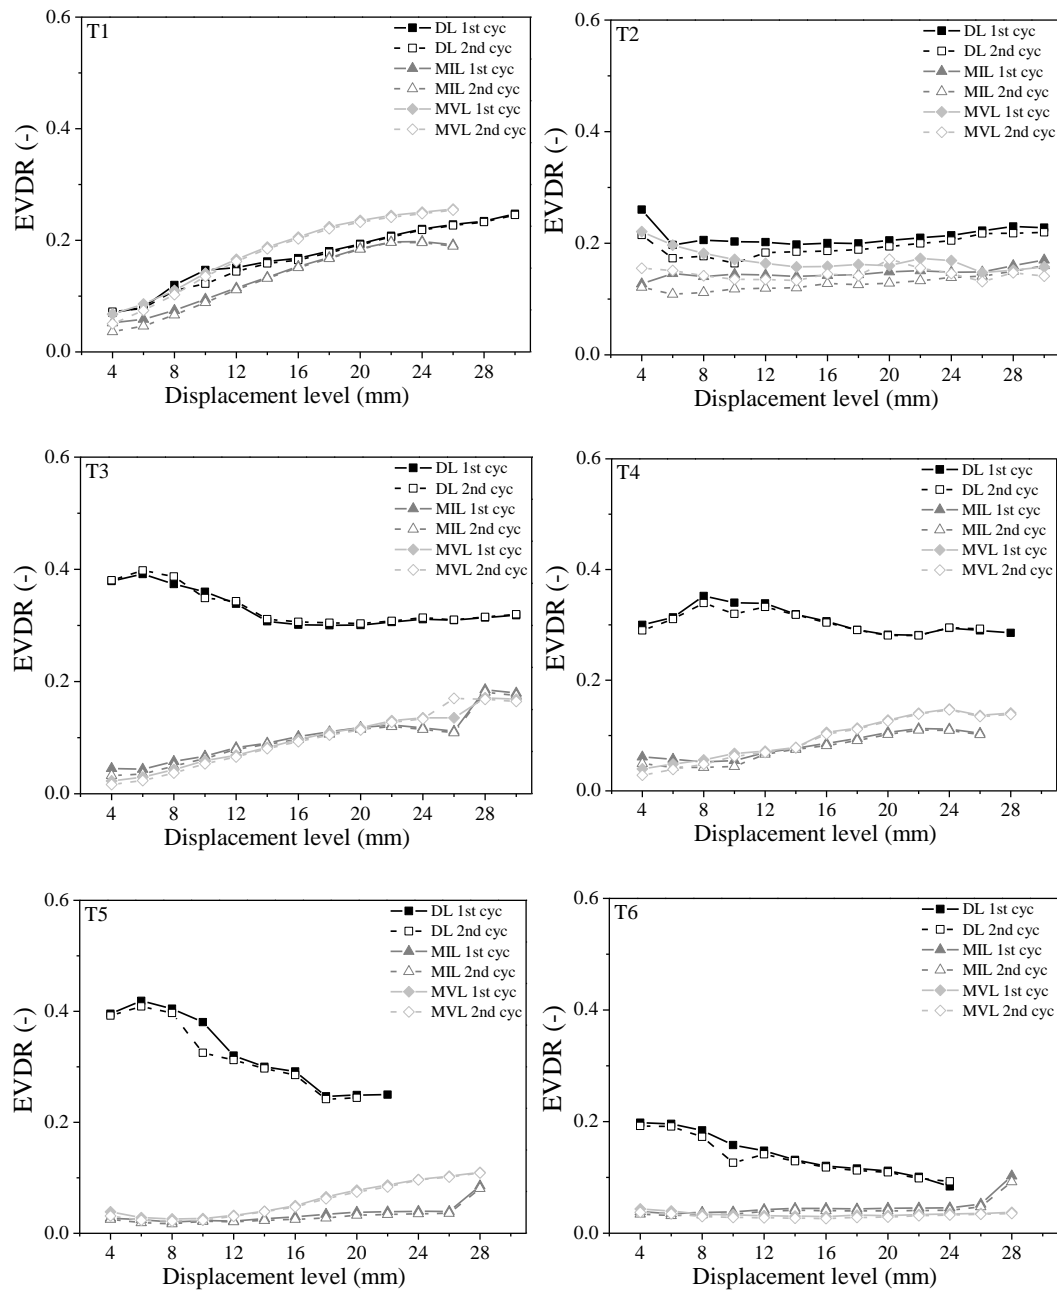 T1
DL 1st cyc
DL 2nd cyc
MIL 1st cyc
MIL 2nd cyc
MVL 1st cyc
MVL 2nd cyc
0.6
0.4
0.2
0.0
EVDR (-)
4 8 12 16 20 24 28
Displacement level (mm)
T2
DL 1st cyc
DL 2nd cyc
MIL 1st cyc
MIL 2nd cyc
MVL 1st cyc
MVL 2nd cyc
0.6
0.4
0.2
0.0
EVDR (-)
4 8 12 16 20 24 28
Displacement level (mm)
T3
DL 1st cyc
DL 2nd cyc
MIL 1st cyc
MIL 2nd cyc
MVL 1st cyc
MVL 2nd cyc
0.6
0.4
0.2
0.0
EVDR (-)
4 8 12 16 20 24 28
Displacement level (mm)
T4
DL 1st cyc
DL 2nd cyc
MIL 1st cyc
MIL 2nd cyc
MVL 1st cyc
MVL 2nd cyc
0.6
0.4
0.2
0.0
EVDR (-)
4 8 12 16 20 24 28
Displacement level (mm)
T5
DL 1st cyc
DL 2nd cyc
MIL 1st cyc
MIL 2nd cyc
MVL 1st cyc
MVL 2nd cyc
0.6
0.4
0.2
0.0
EVDR (-)
4 8 12 16 20 24 28
Displacement level (mm)
T6
DL 1st cyc
DL 2nd cyc
MIL 1st cyc
MIL 2nd cyc
MVL 1st cyc
MVL 2nd cyc
0.6
0.4
0.2
0.0
EVDR (-)
4 8 12 16 20 24 28
Displacement level (mm)